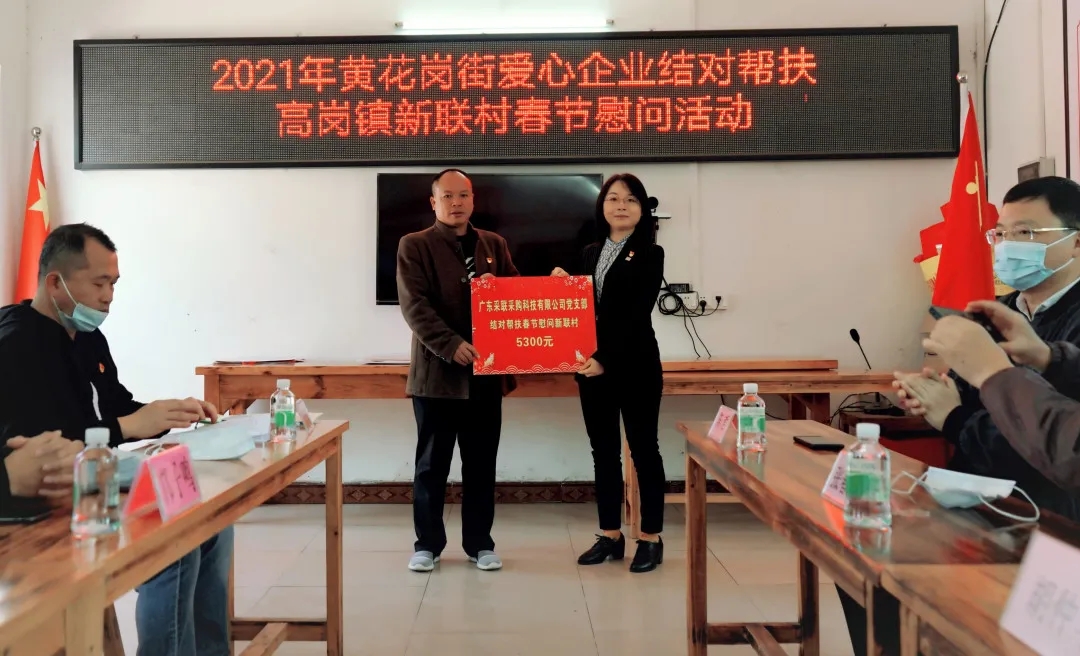 2021年黄花岗街爱心企业结对帮扶
高岗镇新联村春节慰问活动
广东采联采购科技有限公司党支部
结对帮扶春节慰问新联村
5300元